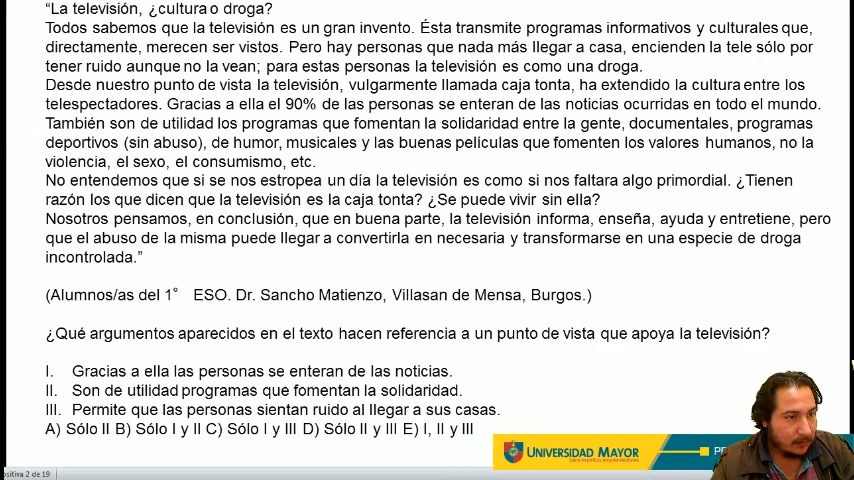 “La televisión, ¿cultura o droga?
Todos sabemos que la televisión es un gran invento. Ésta transmite programas informativos y culturales que,
directamente, merecen ser vistos. Pero hay personas que nada más llegar a casa, encienden la tele sólo por
tener ruido aunque no la vean; para estas personas la televisión es como una droga.
Desde nuestro punto de vista la televisión, vulgarmente llamada caja tonta, ha extendido la cultura entre los
telespectadores. Gracias a ella el 90% de las personas se enteran de las noticias ocurridas en todo el mundo.
También son de utilidad los programas que fomentan la solidaridad entre la gente, documentales, programas
deportivos (sin abuso), de humor, musicales y las buenas películas que fomenten los valores humanos, no la
violencia, el sexo, el consumismo, etc.
No entendemos que si se nos estropea un día la televisión es como si nos faltara algo primordial. ¿Tienen
razón los que dicen que la televisión es la caja tonta? ¿Se puede vivir sin ella?
Nosotros pensamos, en conclusión, que en buena parte, la televisión informa, enseña, ayuda y entretiene, pero
que el abuso de la misma puede llegar a convertirla en necesaria y transformarse en una especie de droga
incontrolada.”
(Alumnos/as del 1° ESO. Dr. Sancho Matienzo, Villasan de Mensa, Burgos.)
¿Qué argumentos aparecidos en el texto hacen referencia a un punto de vista que apoya la televisión?
I. Gracias a ella las personas se enteran de las noticias.
II. Son de utilidad programas que fomentan la solidaridad.
III. Permite que las personas sientan ruido al llegar a sus casas.
A) Sólo II B) Sólo I y II C) Sólo I y III D) Sólo II y III E) I, II y III
UNIVERSIDAD MAYOR
para espíritus emprendedores
ositiva 2 de 19